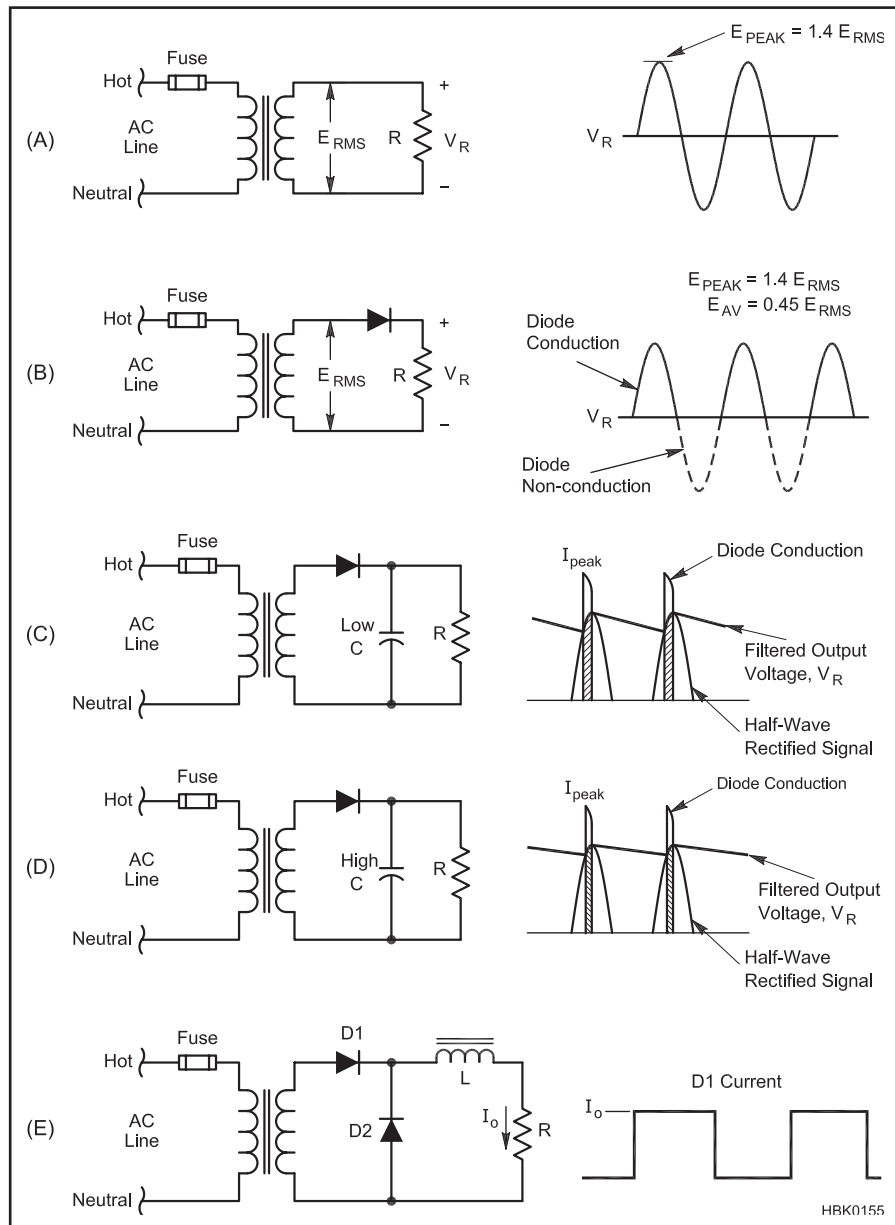 (A)
Hot
Fuse
AC
Line
Neutral
E RMS
R
+
V R
–
E PEAK = 1.4 E RMS
V R
(B)
Hot
Fuse
AC
Line
Neutral
E RMS
R
+
V R
–
E PEAK = 1.4 E RMS
E AV = 0.45 E RMS
Diode
Conduction
V R
Diode
Non-conduction
(C)
Hot
Fuse
AC
Line
Neutral
Low
C
R
I peak
Diode Conduction
Filtered Output
Voltage, V R
Half-Wave
Rectified Signal
(D)
Hot
Fuse
AC
Line
Neutral
High
C
R
I peak
Diode Conduction
Filtered Output
Voltage, V R
Half-Wave
Rectified Signal
(E)
Hot
Fuse
AC
Line
Neutral
D1
D2
L
I o
R
D1 Current
I o
HBK0155